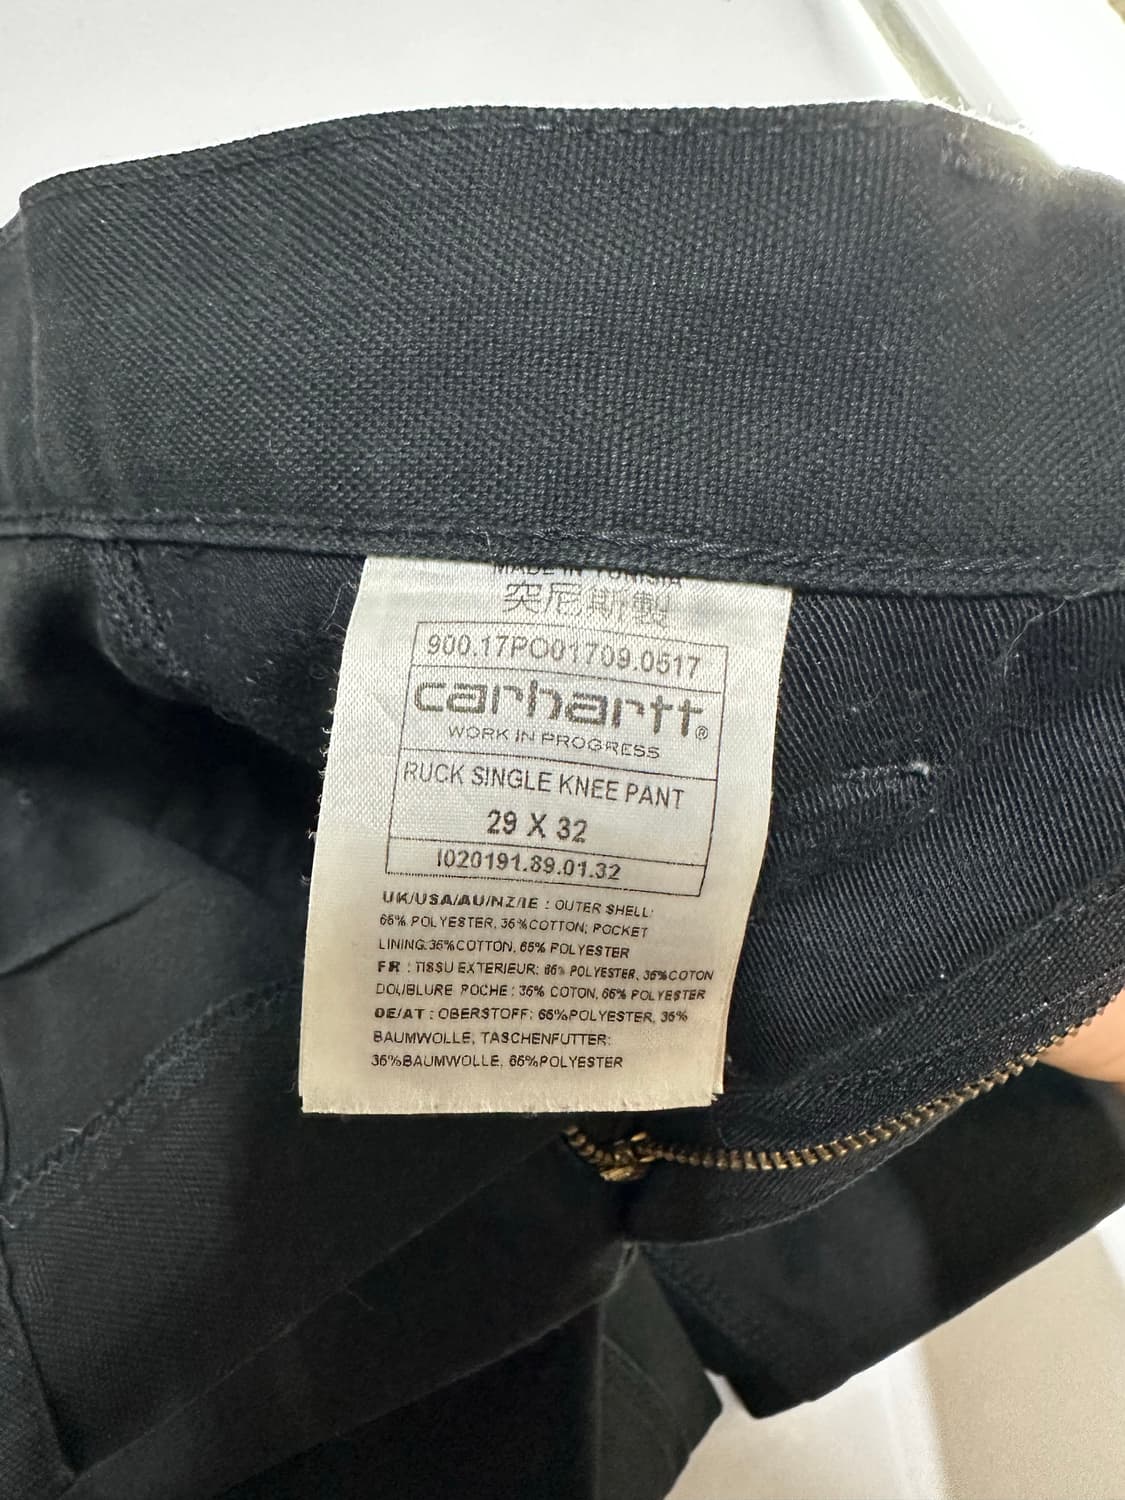 MADE IN TUNISIA
突尼斯製
900.17PO01709.0517
carhartt®
WORK IN PROGRESS
RUCK SINGLE KNEE PANT
29 X 32
I020191.89.01.32
UK/USA/AU/NZ/IE : OUTER SHELL:
65% POLYESTER, 35%COTTON; POCKET
LINING:35%COTTON, 65% POLYESTER
FR : TISSU EXTERIEUR: 65% POLYESTER, 35%COTON
DOUBLURE POCHE : 35% COTON, 65% POLYESTER
DE/AT : OBERSTOFF: 65%POLYESTER, 35%
BAUMWOLLE, TASCHENFUTTER:
35%BAUMWOLLE, 65%POLYESTER